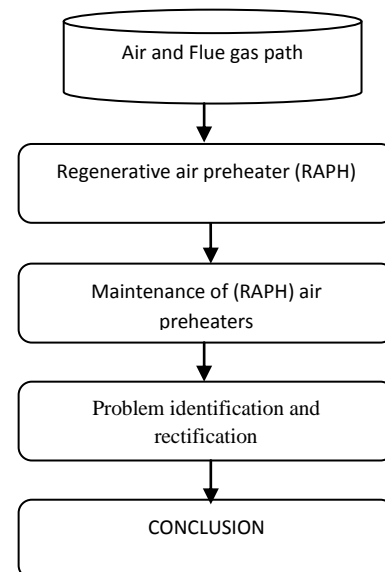 Air and Flue gas path
Regenerative air preheater (RAPH)
Maintenance of (RAPH) air
preheaters
Problem identification and
rectification
CONCLUSION